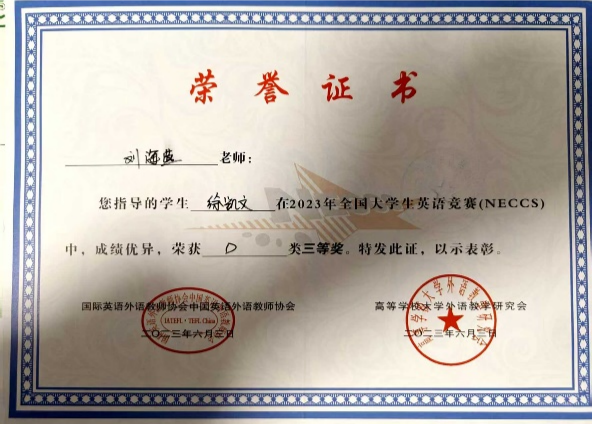 荣誉证书
刘海燕 老师:
您指导的学生 徐凯文 在2023年全国大学生英语竞赛(NECCS)
中，成绩优异，荣获 D 类三等奖。特发此证，以示表彰。
国际英语外语教师协会中国英语外语教师协会 高等学校大学外语教学研究会
IATEFL·TEFL China
二〇二三年六月三日 二〇二三年六月三日